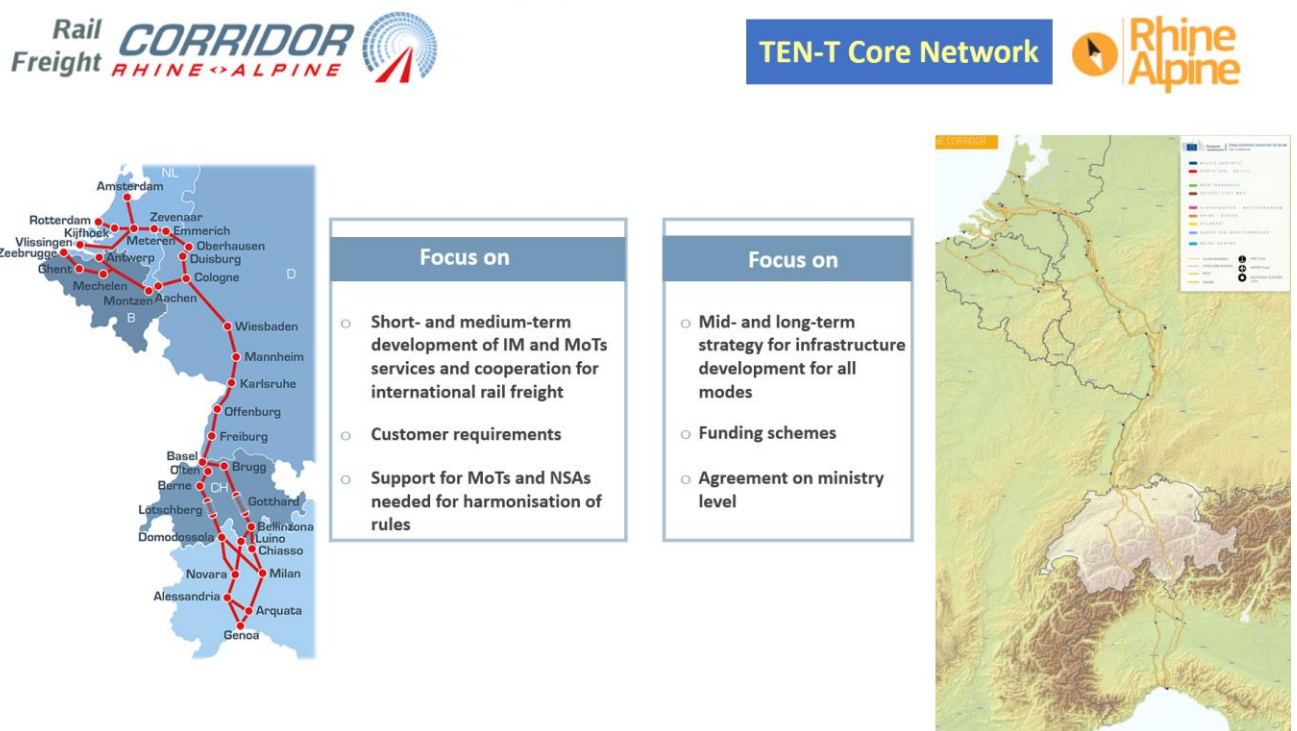 Rail
Freight
CORRIDOR
RHINE<>ALPINE
TEN-T Core Network
Rhine
Alpine
NL
Amsterdam
Rotterdam
Kijfhoek
Zevenaar
Emmerich
Vlissingen
Meteren
Oberhausen
Zeebrugge
Antwerp
Duisburg
D
Ghent
Cologne
Mechelen
Aachen
Montzen
B
Wiesbaden
Mannheim
Karlsruhe
Offenburg
Freiburg
Basel
Brugg
Olten
CH
Berne
Gotthard
Lötschberg
Bellinzona
Domodossola
Luino
Chiasso
Novara
Milan
Alessandria
Arquata
Genoa
Focus on
Short- and medium-term
development of IM and MoTs
services and cooperation for
international rail freight
Customer requirements
Support for MoTs and NSAs
needed for harmonisation of
rules
Focus on
Mid- and long-term
strategy for infrastructure
development for all
modes
Funding schemes
Agreement on ministry
level
NE CORRIDOR